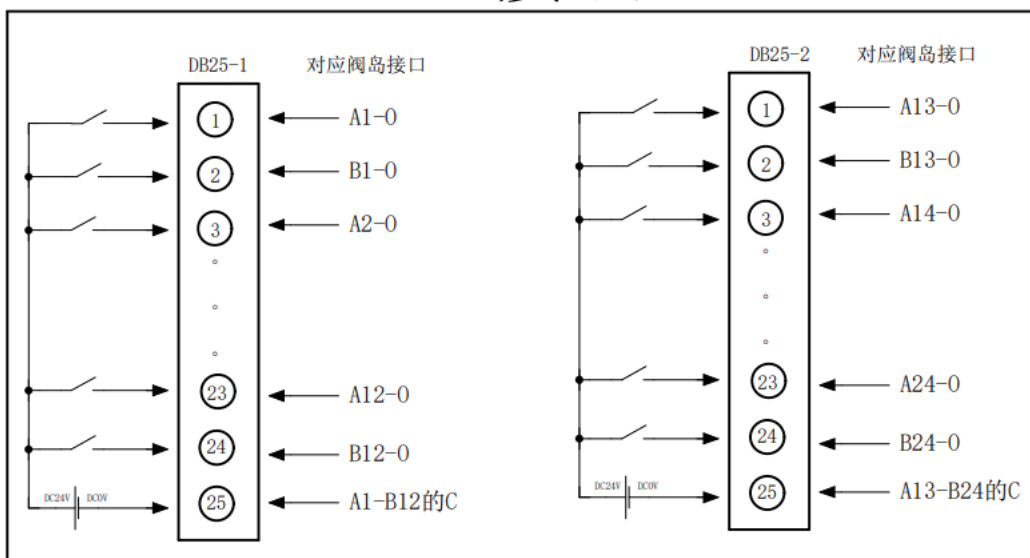 DB25-1 对应阀岛接口
1 A1-0
2 B1-0
3 A2-0
23 A12-0
24 B12-0
DC24V DC0V 25 A1-B12的C
DB25-2 对应阀岛接口
1 A13-0
2 B13-0
3 A14-0
23 A24-0
24 B24-0
DC24V DC0V 25 A13-B24的C